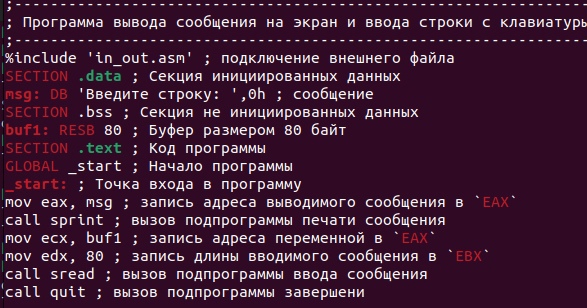 ;-----------------------------------------------------------------
; Программа вывода сообщения на экран и ввода строки с клавиатуры
;-----------------------------------------------------------------
%include 'in_out.asm' ; подключение внешнего файла
SECTION .data ; Секция инициированных данных
msg: DB 'Введите строку: ',0h ; сообщение
SECTION .bss ; Секция не инициированных данных
buf1: RESB 80 ; Буфер размером 80 байт
SECTION .text ; Код программы
GLOBAL _start ; Начало программы
_start: ; Точка входа в программу
mov eax, msg ; запись адреса выводимого сообщения в `EAX`
call sprint ; вызов подпрограммы печати сообщения
mov ecx, buf1 ; запись адреса переменной в `EAX`
mov edx, 80 ; запись длины вводимого сообщения в `EBX`
call sread ; вызов подпрограммы ввода сообщения
call quit ; вызов подпрограммы завершени